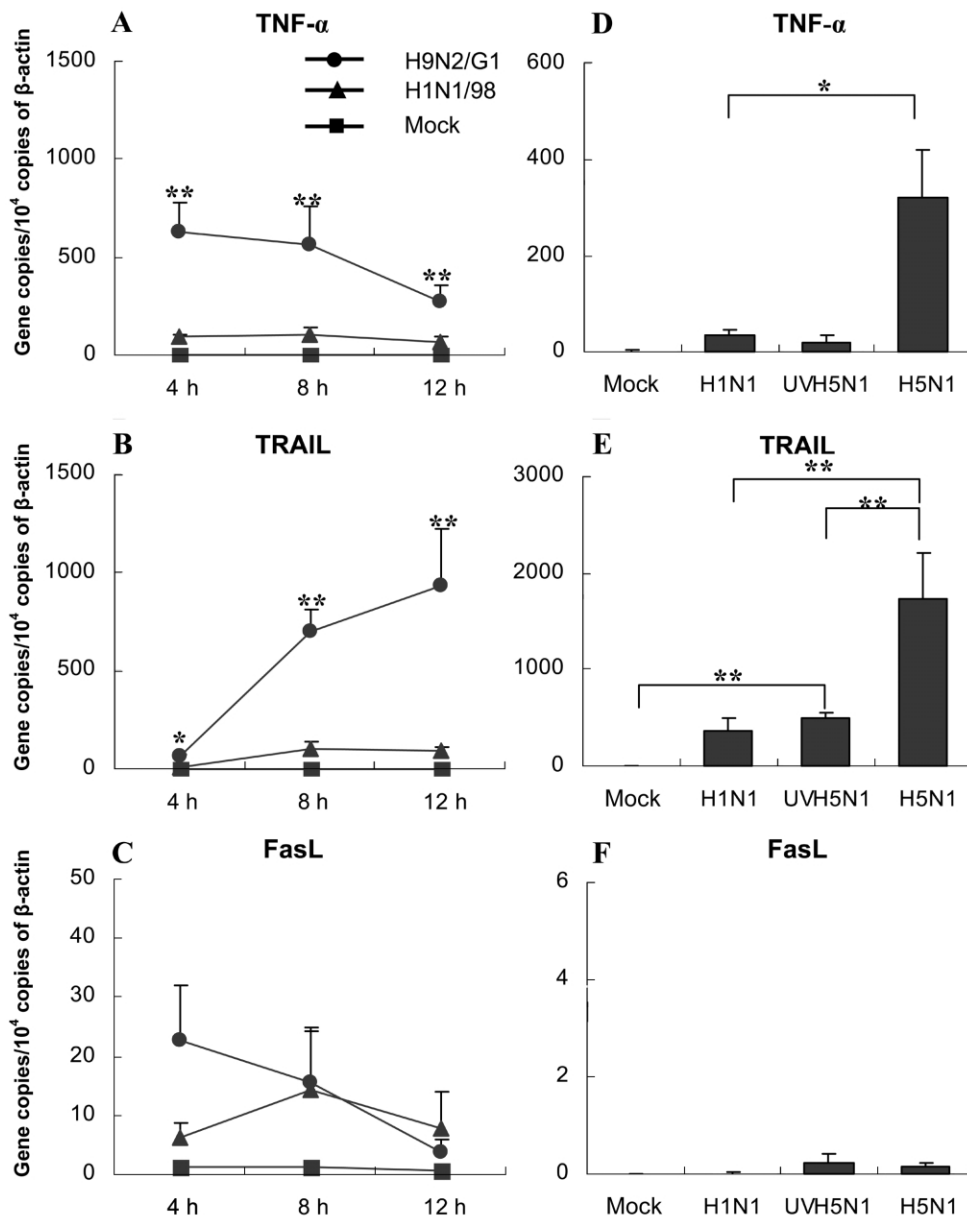 A
TNF-α
Gene copies/10⁴ copies of β-actin
1500
1000
500
0
H9N2/G1
H1N1/98
Mock
**
**
**
4 h
8 h
12 h
D
TNF-α
600
400
200
0
*
Mock
H1N1
UVH5N1
H5N1
B
TRAIL
Gene copies/10⁴ copies of β-actin
1500
1000
500
0
*
**
**
4 h
8 h
12 h
E
TRAIL
3000
2000
1000
0
**
**
**
Mock
H1N1
UVH5N1
H5N1
C
FasL
Gene copies/10⁴ copies of β-actin
50
40
30
20
10
0
4 h
8 h
12 h
F
FasL
6
4
2
0
Mock
H1N1
UVH5N1
H5N1